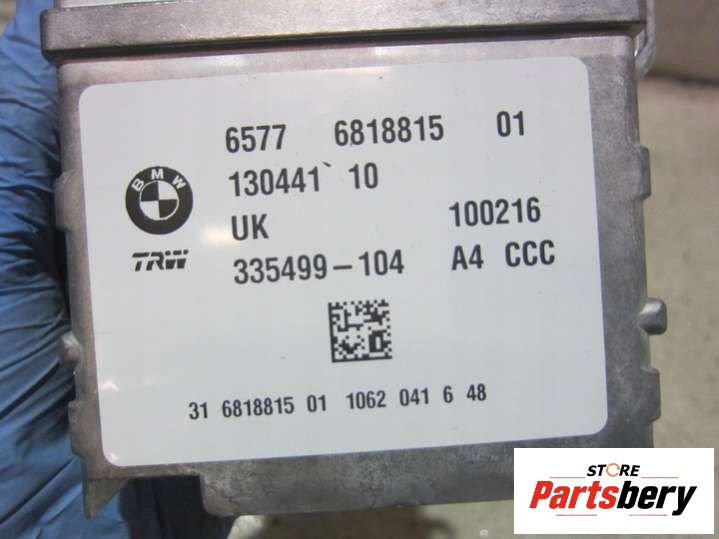 6577 6818815 01
BMW 130441 10
UK 100216
TRW 335499-104 A4 CCC
31 6818815 01 1062 041 6 48
STORE
Partsbery